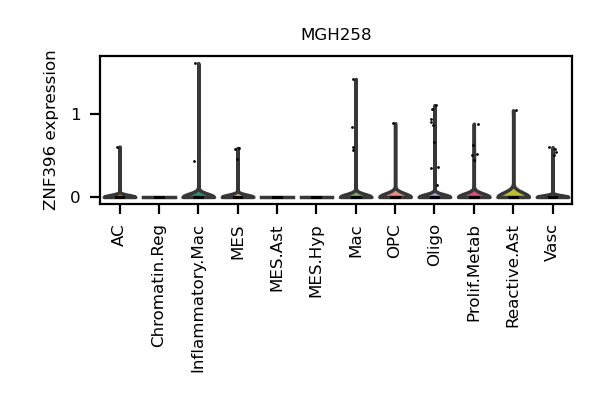 MGH258
ZNF396 expression
1
0
AC
Chromatin.Reg
Inflammatory.Mac
MES
MES.Ast
MES.Hyp
Mac
OPC
Oligo
Prolif.Metab
Reactive.Ast
Vasc